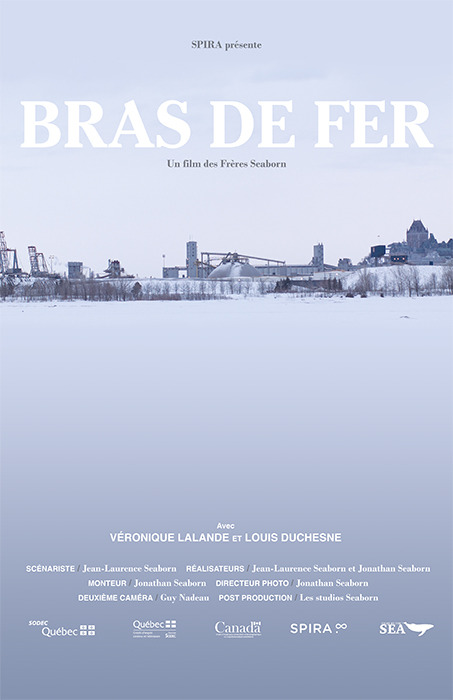 SPIRA présente
BRAS DE FER
Un film des Frères Seaborn
Avec
VÉRONIQUE LALANDE ET LOUIS DUCHESNE
SCÉNARISTE / Jean-Laurence Seaborn RÉALISATEURS / Jean-Laurence Seaborn et Jonathan Seaborn
MONTEUR / Jonathan Seaborn DIRECTEUR PHOTO / Jonathan Seaborn
DEUXIÈME CAMÉRA / Guy Nadeau POST PRODUCTION / Les studios Seaborn
SODEC
Québec
Québec
Canada
SPIRA
SEA